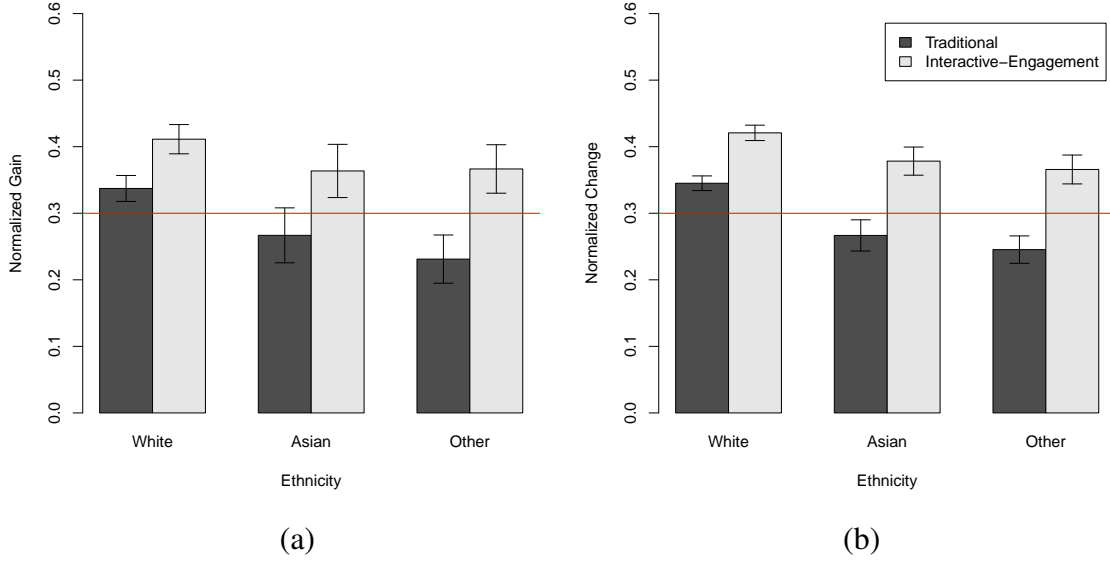 Normalized Gain
0.6
0.5
0.4
0.3
0.2
0.1
0.0
White Asian Other
Ethnicity
(a)
Normalized Change
0.6
0.5
0.4
0.3
0.2
0.1
0.0
Traditional
Interactive−Engagement
White Asian Other
Ethnicity
(b)